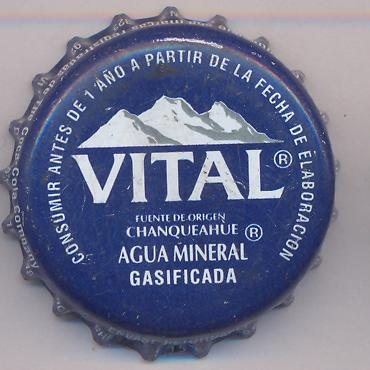 CONSUMIR ANTES DE 1 AÑO A PARTIR DE LA FECHA DE ELABORACION
VITAL®
FUENTE DE ORIGEN
CHANQUEAHUE ®
AGUA MINERAL
GASIFICADA